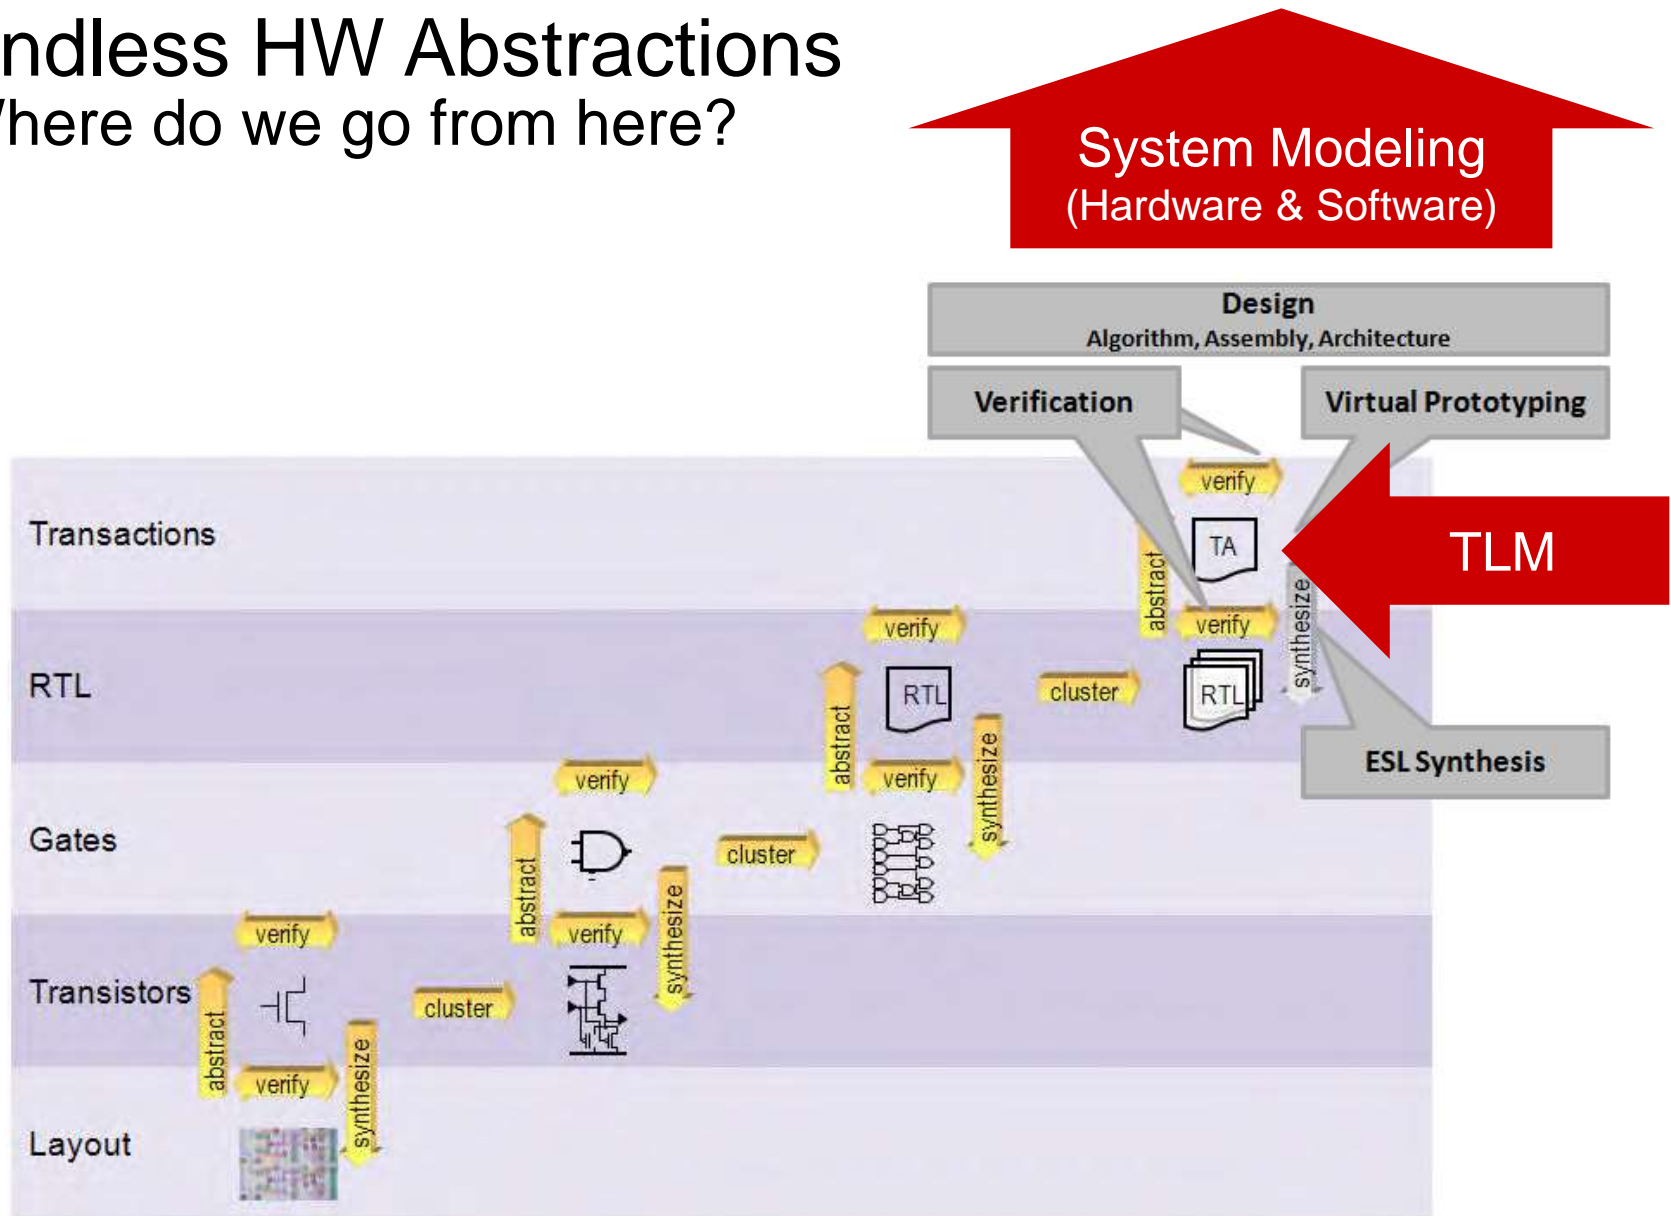 ndless HW Abstractions
here do we go from here?
System Modeling
(Hardware & Software)
Design
Algorithm, Assembly, Architecture
Verification
Virtual Prototyping
verify
Transactions
TA
TLM
abstract
synthesize
verify
verify
RTL
RTL
cluster
RTL
abstract
synthesize
verify
ESL Synthesis
verify
Gates
cluster
abstract
synthesize
verify
verify
Transistors
cluster
abstract
synthesize
verify
Layout